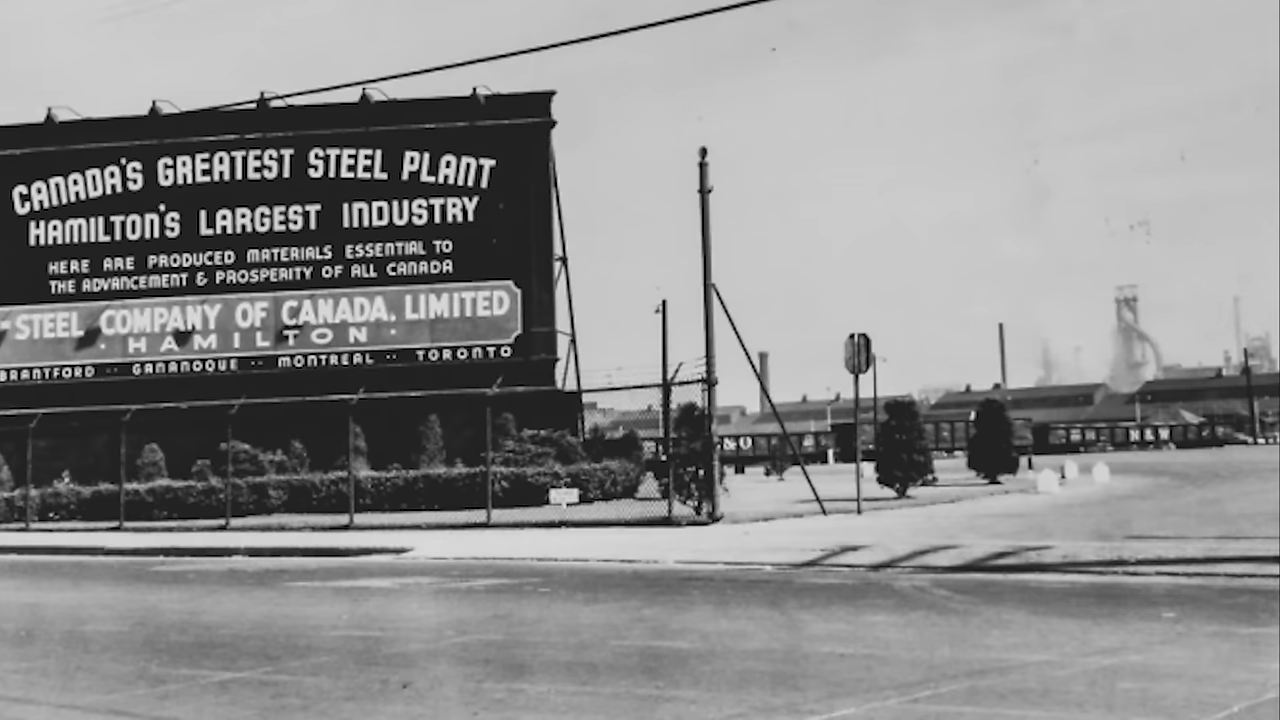 CANADA'S GREATEST STEEL PLANT
HAMILTON'S LARGEST INDUSTRY
HERE ARE PRODUCED MATERIALS ESSENTIAL TO
THE ADVANCEMENT & PROSPERITY OF ALL CANADA
STEEL COMPANY OF CANADA, LIMITED
· HAMILTON ·
BRANTFORD ·· GANANOQUE ·· MONTREAL ·· TORONTO